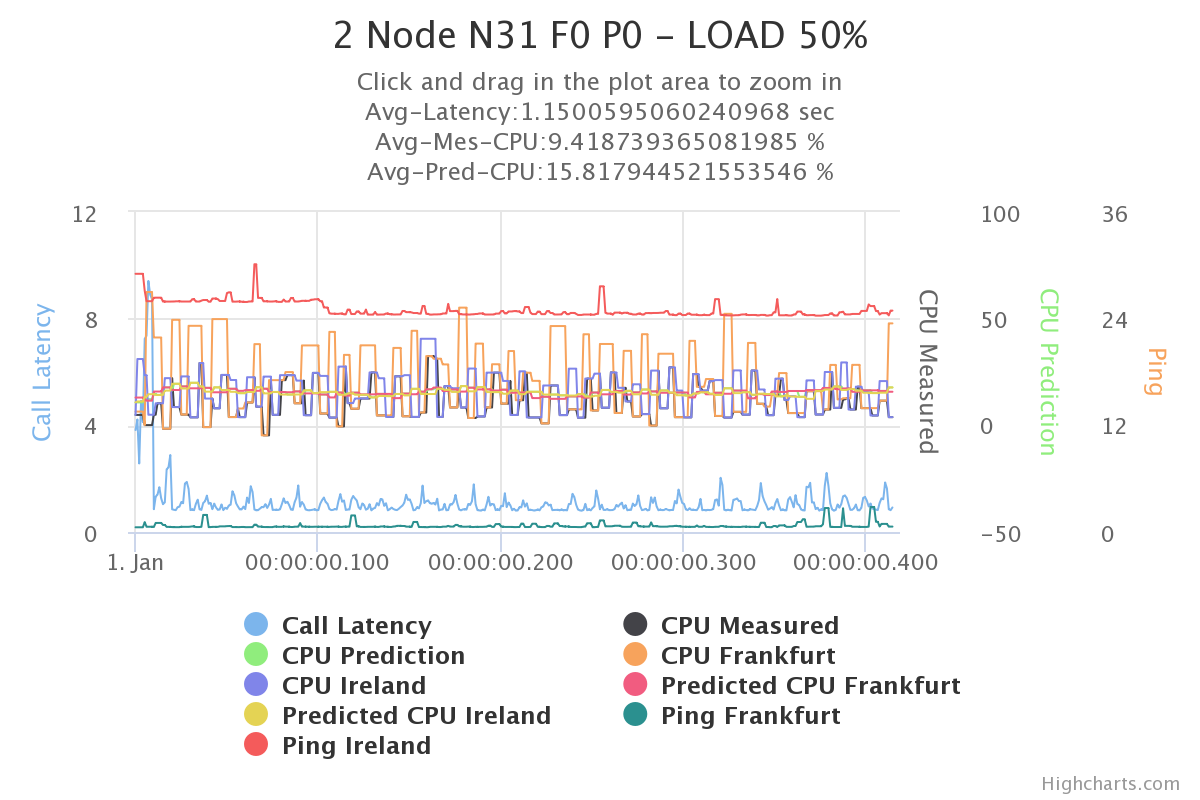 2 Node N31 F0 P0 - LOAD 50%
Click and drag in the plot area to zoom in
Avg-Latency:1.1500595060240968 sec
Avg-Mes-CPU:9.418739365081985 %
Avg-Pred-CPU:15.817944521553546 %
12 100 36
8 50 24
4 0 12
0 -50 0
Call Latency
CPU Measured
CPU Prediction
Ping
1. Jan 00:00:00.100 00:00:00.200 00:00:00.300 00:00:00.400
Call Latency CPU Measured
CPU Prediction CPU Frankfurt
CPU Ireland Predicted CPU Frankfurt
Predicted CPU Ireland Ping Frankfurt
Ping Ireland
Highcharts.com